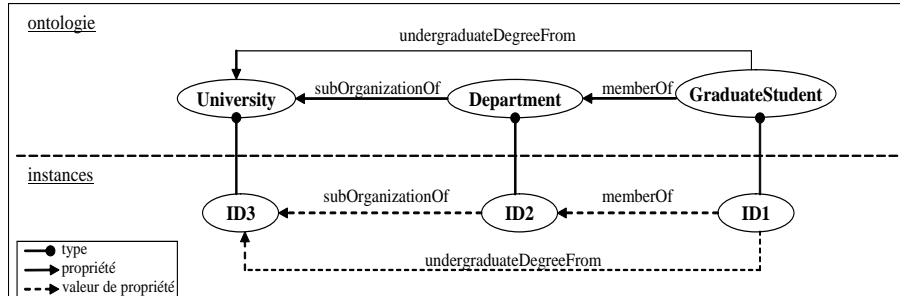 ontologie
undergraduateDegreeFrom
University
subOrganizationOf
Department
memberOf
GraduateStudent
instances
ID3
subOrganizationOf
ID2
memberOf
ID1
undergraduateDegreeFrom
type
propriété
valeur de propriété